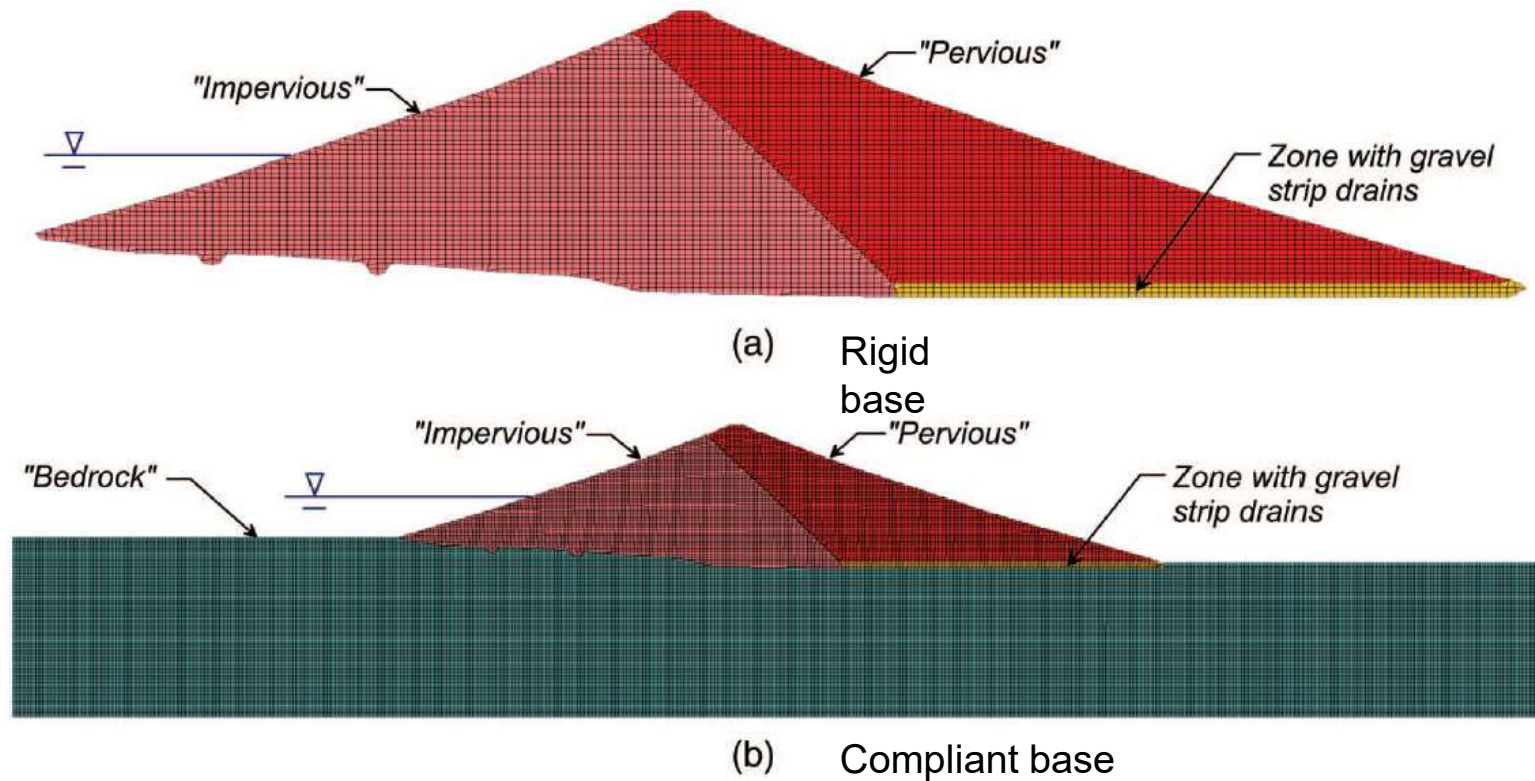 "Pervious"
"Impervious"
Zone with gravel
strip drains
(a)
Rigid
base
"Impervious"
"Pervious"
"Bedrock"
Zone with gravel
strip drains
(b)
Compliant base